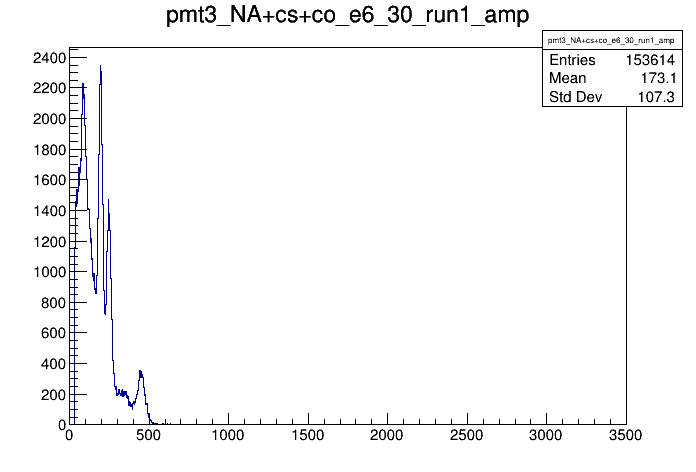 pmt3_NA+cs+co_e6_30_run1_amp
pmt3_NA+cs+co_e6_30_run1_amp
Entries 153614
Mean 173.1
Std Dev 107.3
2400
2200
2000
1800
1600
1400
1200
1000
800
600
400
200
0
0 500 1000 1500 2000 2500 3000 3500